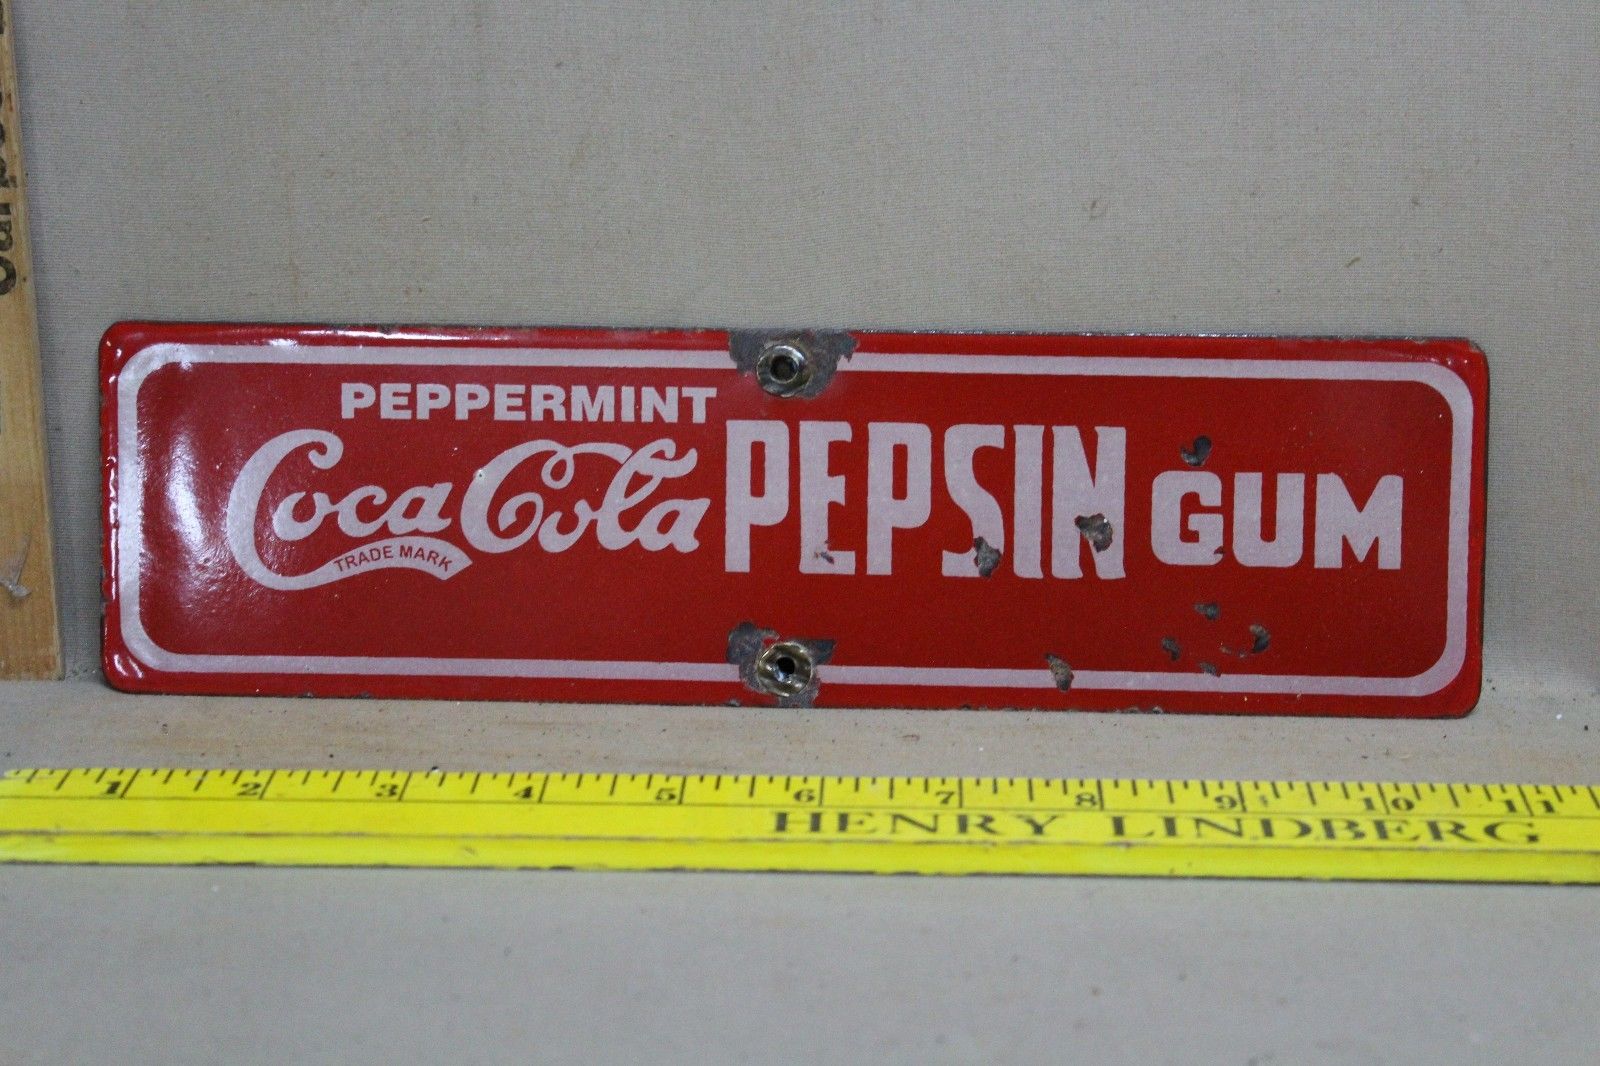 PEPPERMINT
Coca-Cola PEPSIN GUM
TRADE MARK
1 2 3 4 5 6 7 8 9 10 11
HENRY LINDBERG